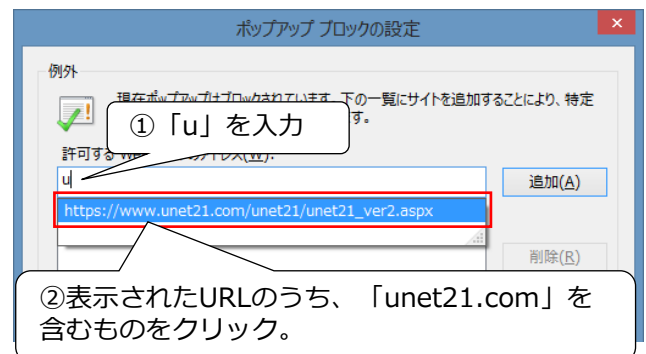 ポップアップ ブロックの設定
例外
現在ポップアップはブロックされています。下の一覧にサイトを追加することにより、特定
す。
①「u」を入力
許可する
(W):
u
追加(A)
https://www.unet21.com/unet21/unet21_ver2.aspx
削除(R)
②表示されたURLのうち、「unet21.com」を
含むものをクリック。